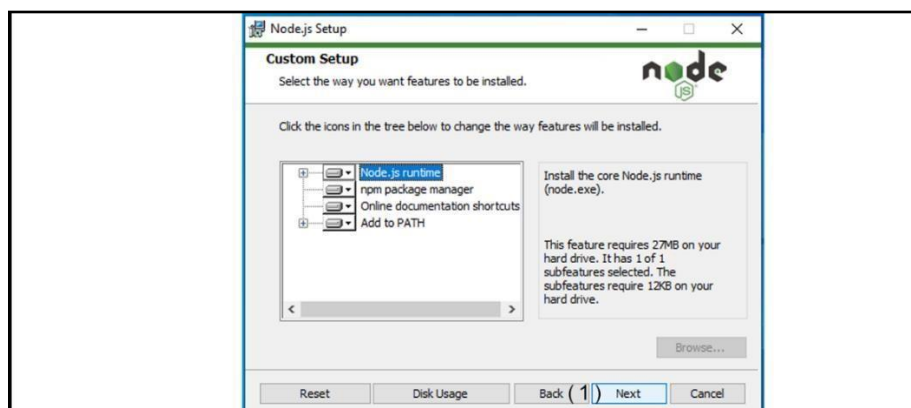 Node.js Setup
Custom Setup
Select the way you want features to be installed.
node
JS
Click the icons in the tree below to change the way features will be installed.
Node.js runtime
npm package manager
Online documentation shortcuts
Add to PATH
Install the core Node.js runtime
(node.exe).
This feature requires 27MB on your
hard drive. It has 1 of 1
subfeatures selected. The
subfeatures require 12KB on your
hard drive.
Browse...
Reset Disk Usage Back (1) Next Cancel